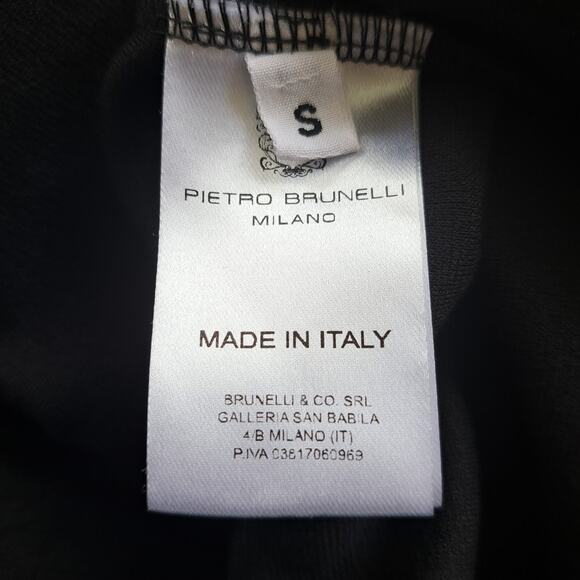 S
PIETRO BRUNELLI
MILANO
MADE IN ITALY
BRUNELLI & CO. SRL
GALLERIA SAN BABILA
4/B MILANO (IT)
P.IVA 03617060969